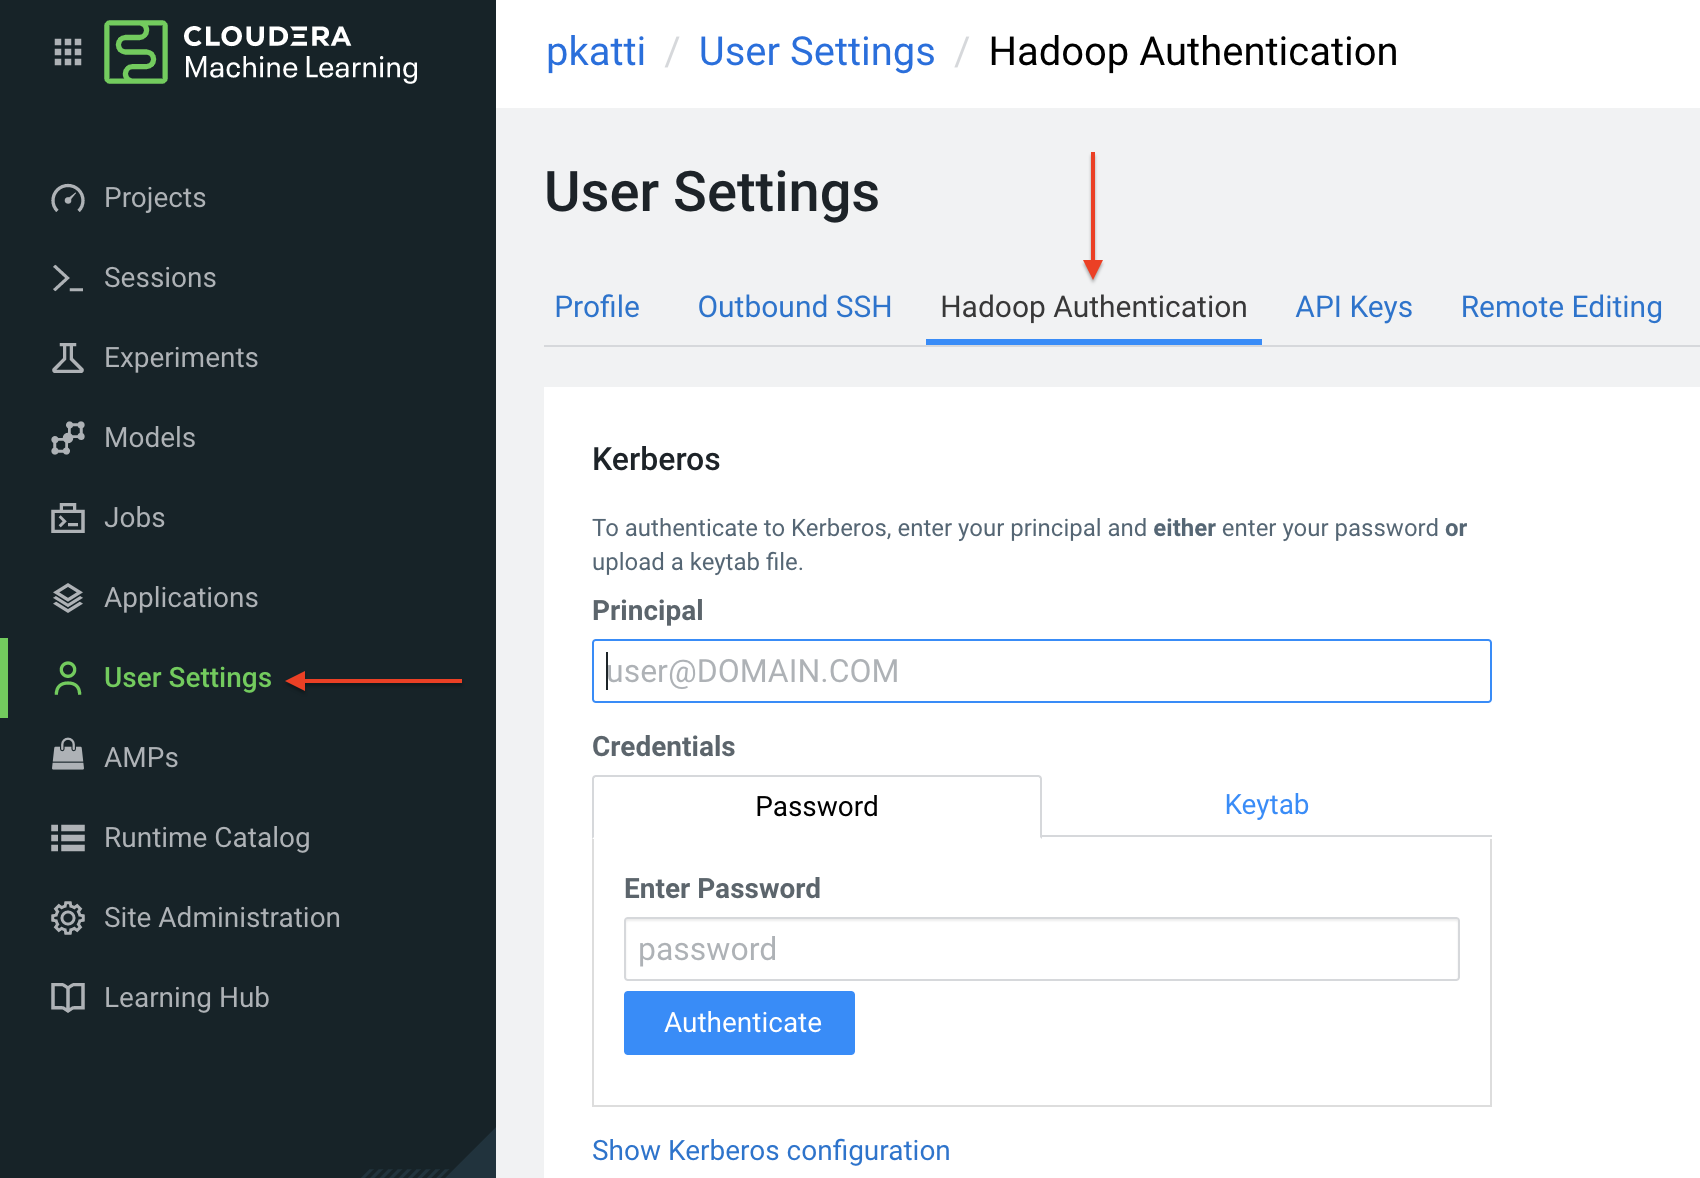 CLOUDERA
Machine Learning
Projects
Sessions
Experiments
Models
Jobs
Applications
User Settings
AMPs
Runtime Catalog
Site Administration
Learning Hub
pkatti / User Settings / Hadoop Authentication
User Settings
Profile Outbound SSH Hadoop Authentication API Keys Remote Editing
Kerberos
To authenticate to Kerberos, enter your principal and either enter your password or
upload a keytab file.
Principal
user@DOMAIN.COM
Credentials
Password Keytab
Enter Password
password
Authenticate
Show Kerberos configuration